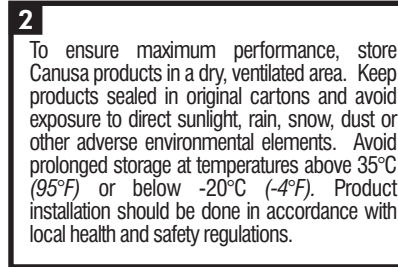 2
To ensure maximum performance, store
Canusa products in a dry, ventilated area. Keep
products sealed in original cartons and avoid
exposure to direct sunlight, rain, snow, dust or
other adverse environmental elements. Avoid
prolonged storage at temperatures above 35°C
(95°F) or below -20°C (-4°F). Product
installation should be done in accordance with
local health and safety regulations.